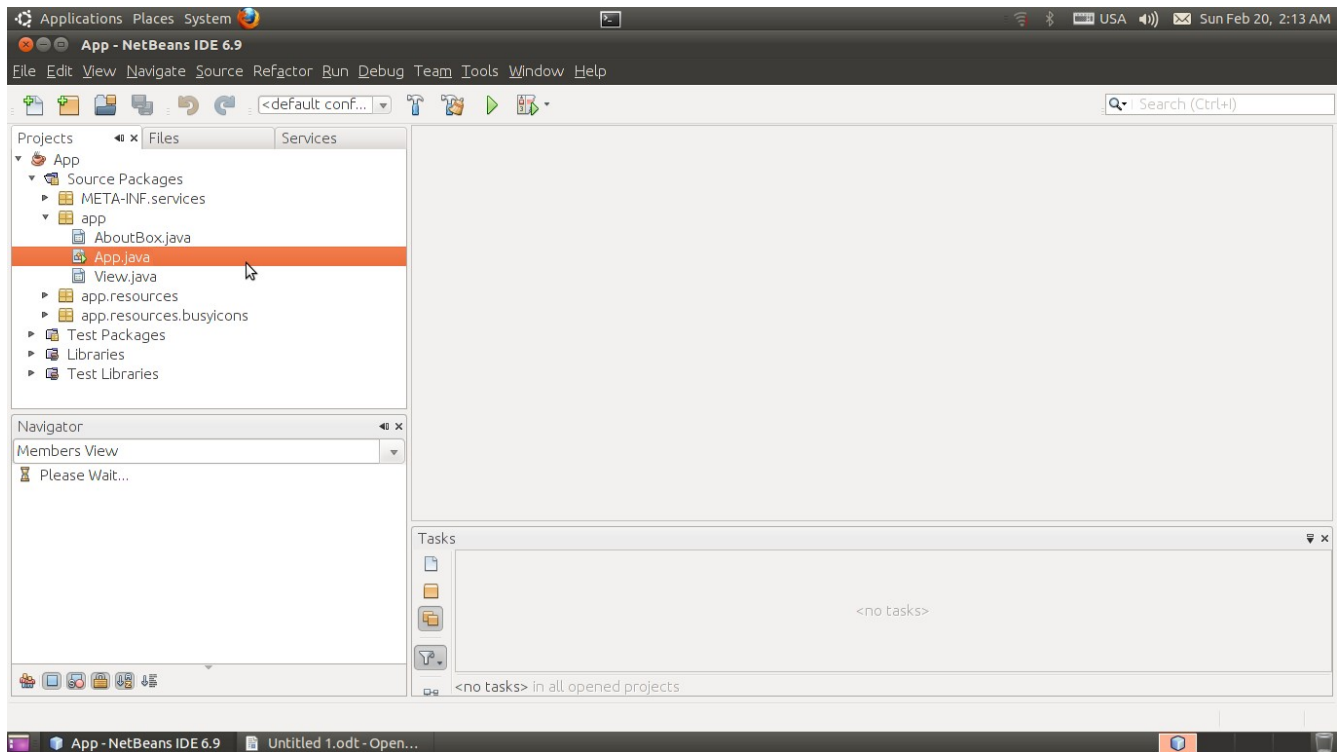 Applications Places System USA Sun Feb 20, 2:13 AM
App - NetBeans IDE 6.9
File Edit View Navigate Source Refactor Run Debug Team Tools Window Help
<default conf... Search (Ctrl+I)
Projects Files Services
App
Source Packages
META-INF.services
app
AboutBox.java
App.java
View.java
app.resources
app.resources.busyicons
Test Packages
Libraries
Test Libraries
Navigator
Members View
Please Wait...
Tasks
<no tasks>
<no tasks> in all opened projects
App - NetBeans IDE 6.9 Untitled 1.odt - Open...